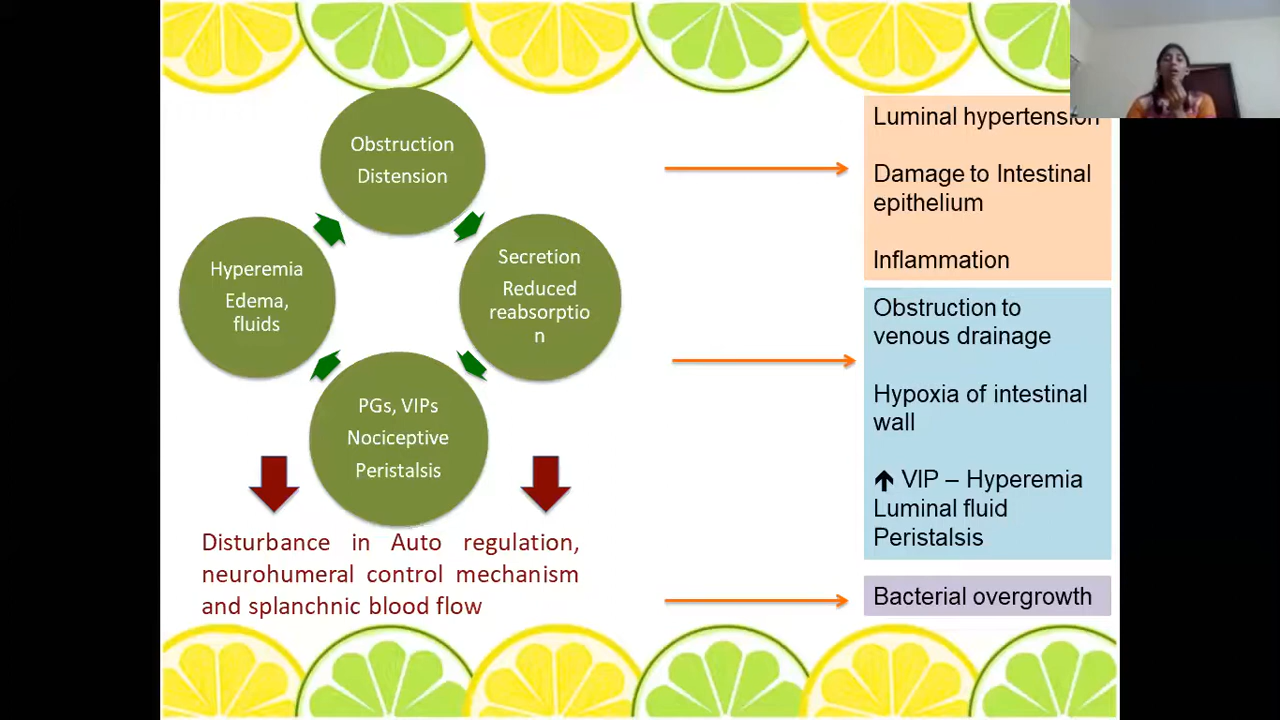 Obstruction
Distension
Hyperemia
Edema,
fluids
Secretion
Reduced
reabsorptio
n
PGs, VIPs
Nociceptive
Peristalsis
Disturbance in Auto regulation,
neurohumeral control mechanism
and splanchnic blood flow
Luminal hypertension
Damage to Intestinal
epithelium
Inflammation
Obstruction to
venous drainage
Hypoxia of intestinal
wall
🡩 VIP – Hyperemia
Luminal fluid
Peristalsis
Bacterial overgrowth